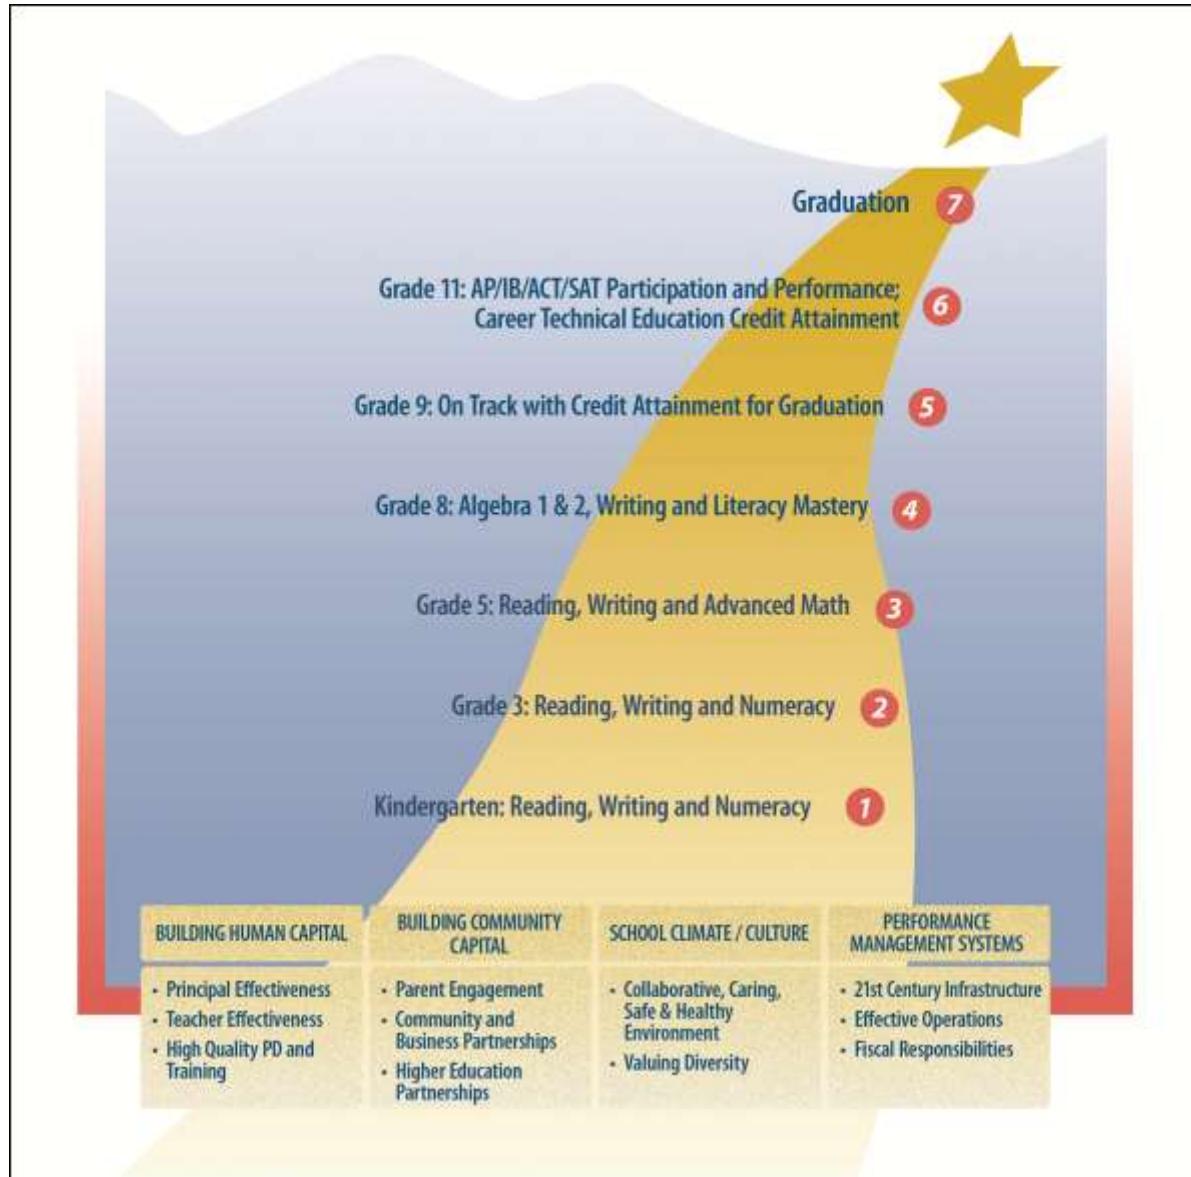 Graduation 7
Grade 11: AP/IB/ACT/SAT Participation and Performance;
Career Technical Education Credit Attainment 6
Grade 9: On Track with Credit Attainment for Graduation 5
Grade 8: Algebra 1 & 2, Writing and Literacy Mastery 4
Grade 5: Reading, Writing and Advanced Math 3
Grade 3: Reading, Writing and Numeracy 2
Kindergarten: Reading, Writing and Numeracy 1
BUILDING HUMAN CAPITAL
• Principal Effectiveness
• Teacher Effectiveness
• High Quality PD and
Training
BUILDING COMMUNITY
CAPITAL
• Parent Engagement
• Community and
Business Partnerships
• Higher Education
Partnerships
SCHOOL CLIMATE / CULTURE
• Collaborative, Caring,
Safe & Healthy
Environment
• Valuing Diversity
PERFORMANCE
MANAGEMENT SYSTEMS
• 21st Century Infrastructure
• Effective Operations
• Fiscal Responsibilities